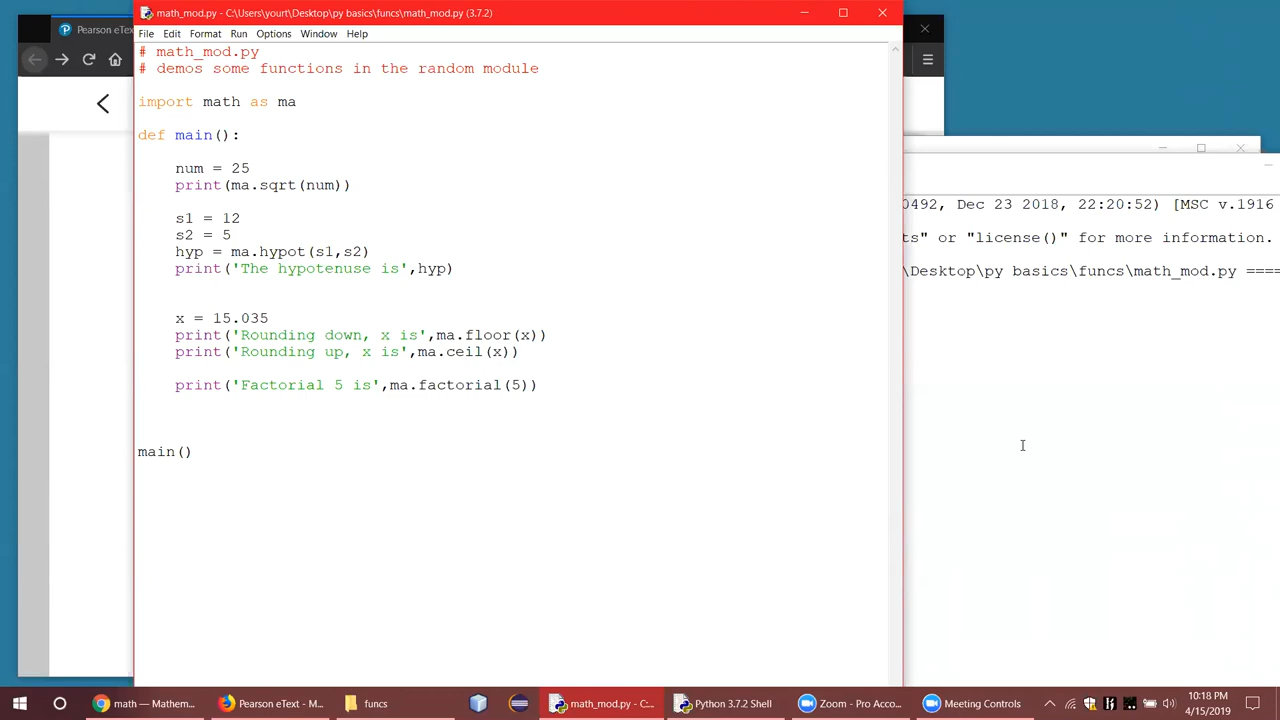 math_mod.py - C:\Users\yourt\Desktop\py basics\funcs\math_mod.py (3.7.2)
Pearson eTex
File Edit Format Run Options Window Help
# math_mod.py
# demos some functions in the random module
import math as ma
def main():
num = 25
print(ma.sqrt(num))
s1 = 12
s2 = 5
hyp = ma.hypot(s1,s2)
print('The hypotenuse is',hyp)
x = 15.035
print('Rounding down, x is',ma.floor(x))
print('Rounding up, x is',ma.ceil(x))
print('Factorial 5 is',ma.factorial(5))
main()
0492, Dec 23 2018, 22:20:52) [MSC v.1916
ts" or "license()" for more information.
\Desktop\py basics\funcs\math_mod.py ====
math — Mathem...
Pearson eText - M...
funcs
math_mod.py - C:...
Python 3.7.2 Shell
Zoom - Pro Acco...
Meeting Controls
10:18 PM
4/15/2019